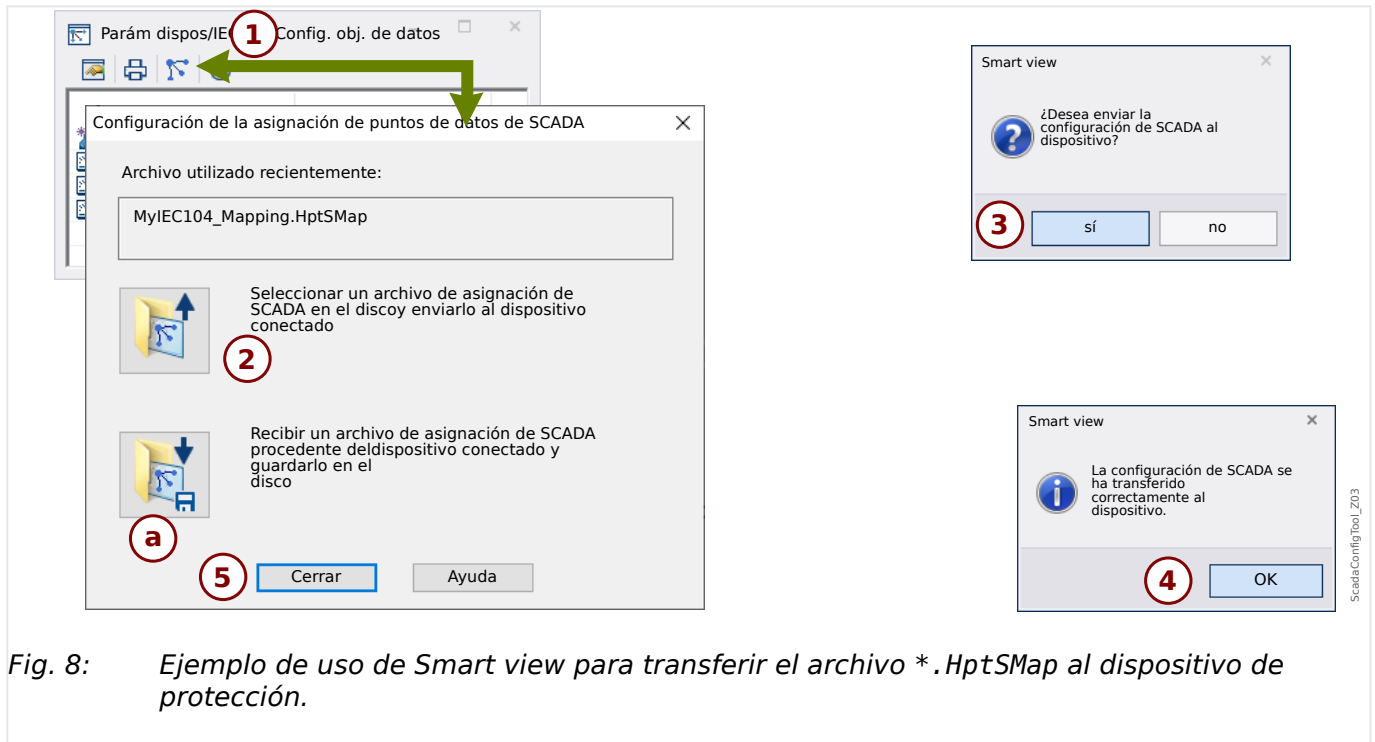 Parám dispos/IE
1
Config. obj. de datos
Configuración de la asignación de puntos de datos de SCADA
Archivo utilizado recientemente:
MyIEC104_Mapping.HptSMap
Seleccionar un archivo de asignación de
SCADA en el discoy enviarlo al dispositivo
conectado
2
Recibir un archivo de asignación de SCADA
procedente deldispositivo conectado y
guardarlo en el
disco
a
5
Cerrar
Ayuda
Smart view
¿Desea enviar la
configuración de SCADA al
dispositivo?
3
sí
no
Smart view
La configuración de SCADA se
ha transferido
correctamente al
dispositivo.
4
OK
ScadaConfigTool_Z03
Fig. 8: Ejemplo de uso de Smart view para transferir el archivo *.HptSMap al dispositivo de
protección.